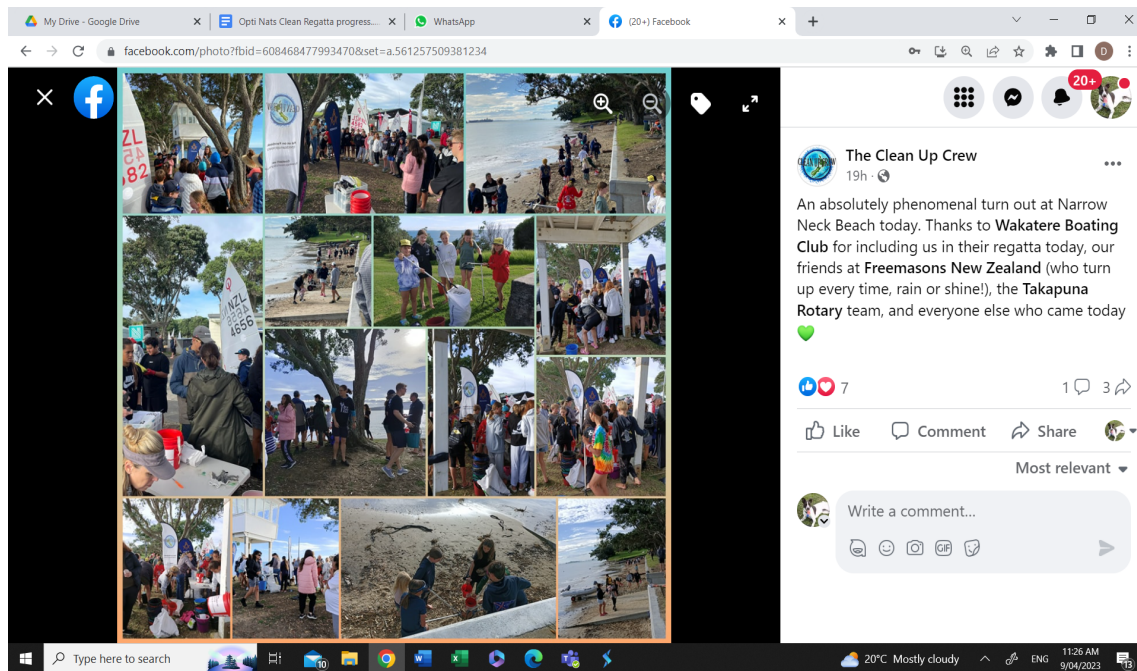 My Drive - Google Drive
Opti Nats Clean Regatta progress...
WhatsApp
(20+) Facebook
facebook.com/photo?fbid=608468477993470&set=a.561257509381234
D
20+
The Clean Up Crew
19h ·
An absolutely phenomenal turn out at Narrow
Neck Beach today. Thanks to Wakatere Boating
Club for including us in their regatta today, our
friends at Freemasons New Zealand (who turn
up every time, rain or shine!), the Takapuna
Rotary team, and everyone else who came today
7
1
3
Like
Comment
Share
Most relevant
Write a comment...
GIF
NZL
NZL
4656
Type here to search
10
20°C Mostly cloudy
ENG
11:26 AM
9/04/2023
13